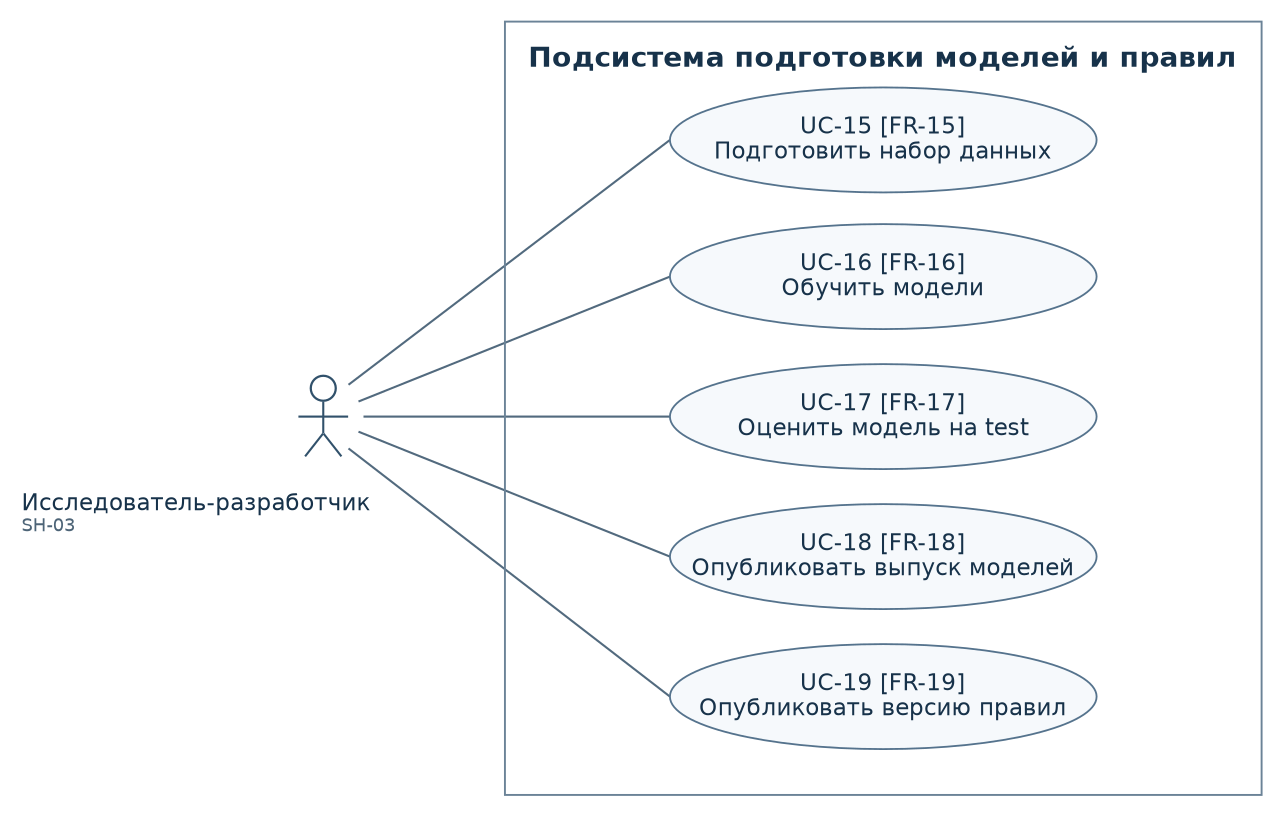 Подсистема подготовки моделей и правил
UC-15 [FR-15]
Подготовить набор данных
UC-16 [FR-16]
Обучить модели
UC-17 [FR-17]
Оценить модель на test
Исследователь-разработчик
SH-03
UC-18 [FR-18]
Опубликовать выпуск моделей
UC-19 [FR-19]
Опубликовать версию правил